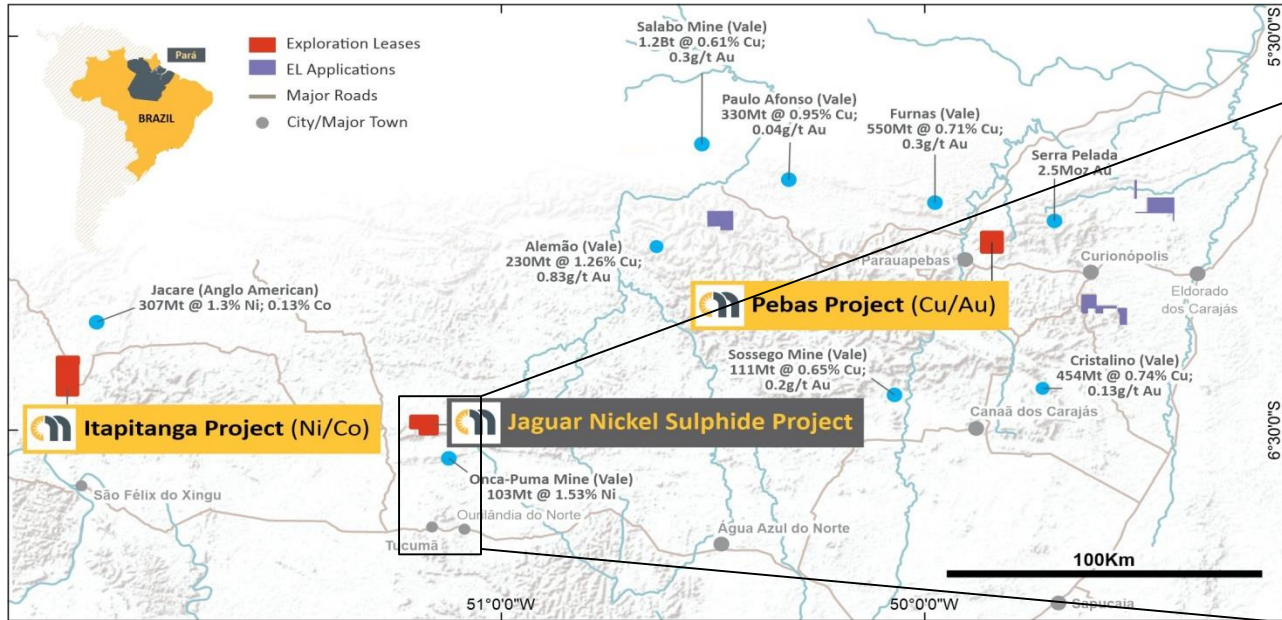 Pará
BRAZIL
Exploration Leases
EL Applications
Major Roads
City/Major Town
Salabo Mine (Vale)
1.2Bt @ 0.61% Cu;
0.3g/t Au
Paulo Afonso (Vale)
330Mt @ 0.95% Cu;
0.04g/t Au
Furnas (Vale)
550Mt @ 0.71% Cu;
0.3g/t Au
Serra Pelada
2.5Moz Au
5°30'0"S
Alemão (Vale)
230Mt @ 1.26% Cu;
0.83g/t Au
Parauapebas
Curionópolis
Eldorado
dos Carajás
Jacare (Anglo American)
307Mt @ 1.3% Ni; 0.13% Co
Pebas Project (Cu/Au)
Sossego Mine (Vale)
111Mt @ 0.65% Cu;
0.2g/t Au
Cristalino (Vale)
454Mt @ 0.74% Cu;
0.13g/t Au
Itapitanga Project (Ni/Co)
Jaguar Nickel Sulphide Project
Canaã dos Carajás
6°30'0"S
Onca-Puma Mine (Vale)
103Mt @ 1.53% Ni
São Félix do Xingu
Ourilândia do Norte
Tucumã
Água Azul do Norte
100Km
51°0'0"W
50°0'0"W
Sapucaia